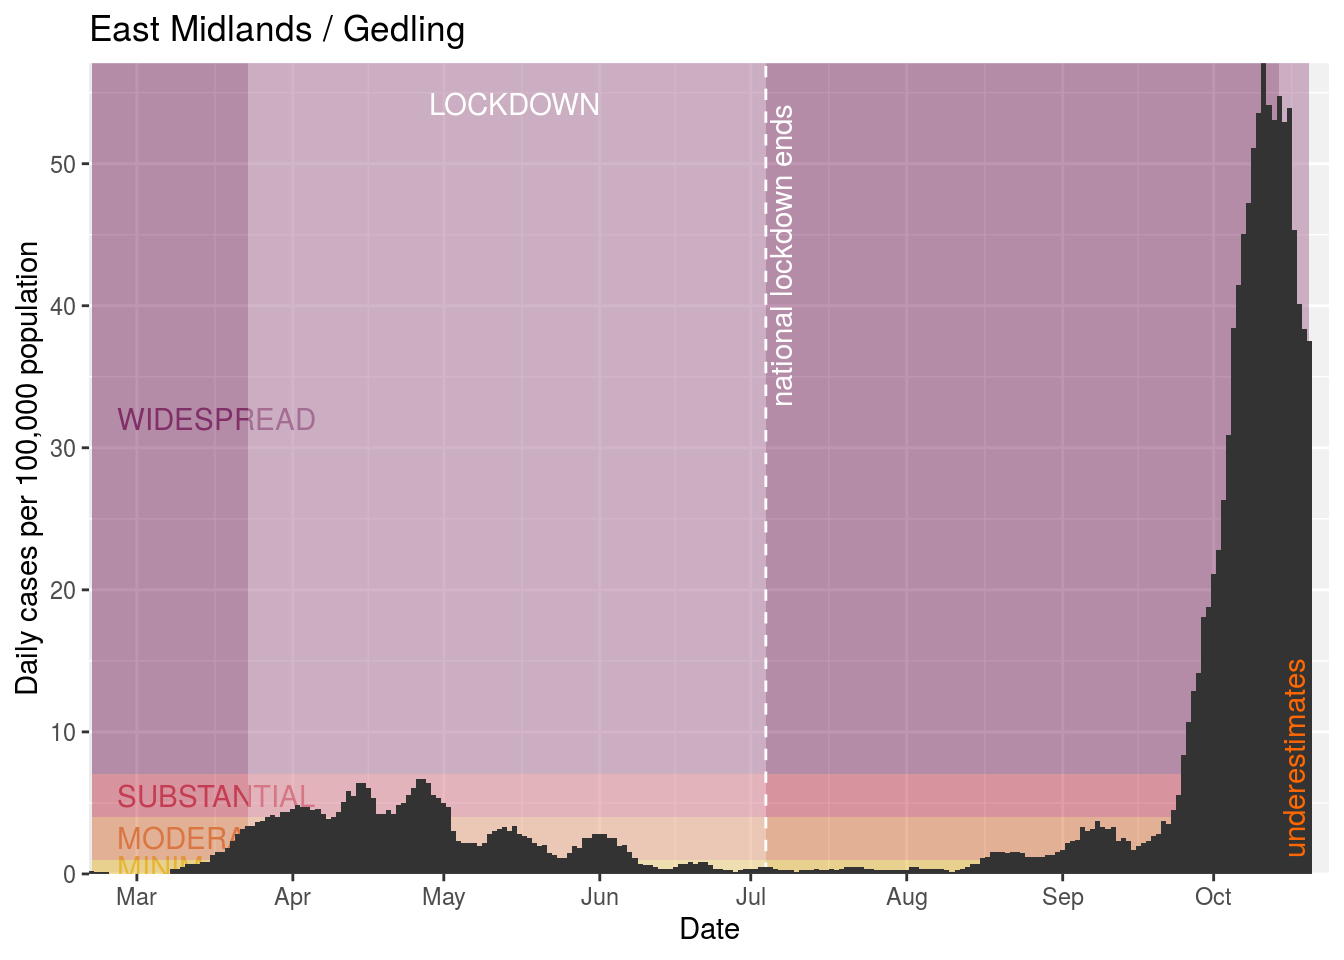 East Midlands / Gedling
LOCKDOWN
national lockdown ends
WIDESPREAD
SUBSTANTIAL
underestimates
Daily cases per 100,000 population
50
40
30
20
10
0
Mar Apr May Jun Jul Aug Sep Oct
Date